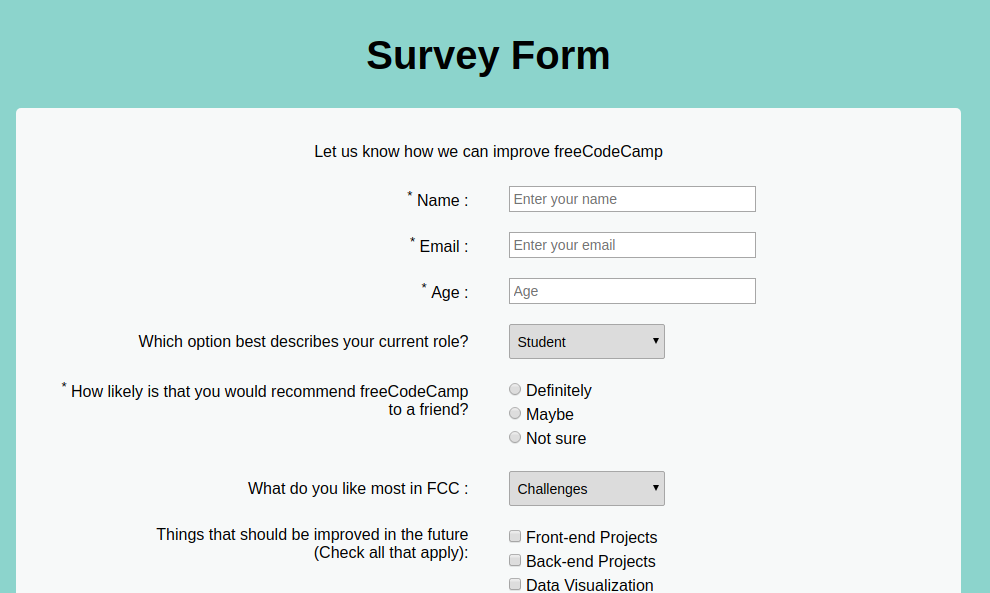 Survey Form
Let us know how we can improve freeCodeCamp
* Name : Enter your name
* Email : Enter your email
* Age : Age
Which option best describes your current role? Student
* How likely is that you would recommend freeCodeCamp
to a friend?
Definitely
Maybe
Not sure
What do you like most in FCC : Challenges
Things that should be improved in the future
(Check all that apply):
Front-end Projects
Back-end Projects
Data Visualization